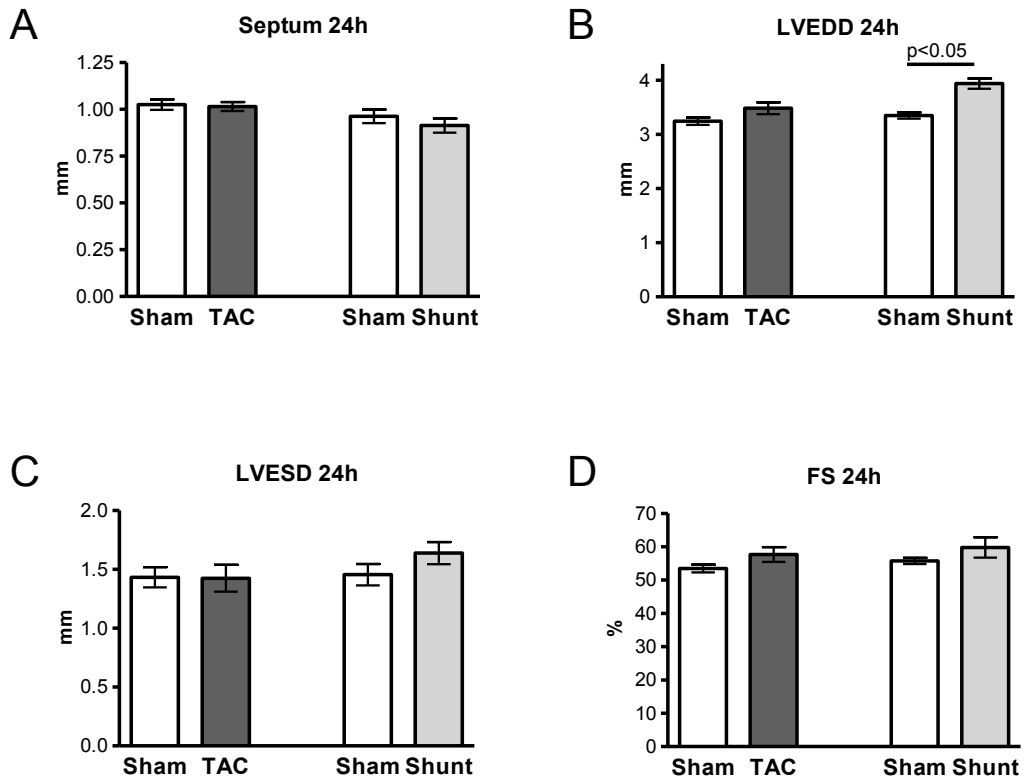 A
Septum 24h
1.25
1.00
0.75
0.50
0.25
0.00
mm
Sham TAC Sham Shunt
B
LVEDD 24h
p<0.05
4
3
2
1
0
mm
Sham TAC Sham Shunt
C
LVESD 24h
2.0
1.5
1.0
0.5
0.0
mm
Sham TAC Sham Shunt
D
FS 24h
70
60
50
40
30
20
10
0
%
Sham TAC Sham Shunt